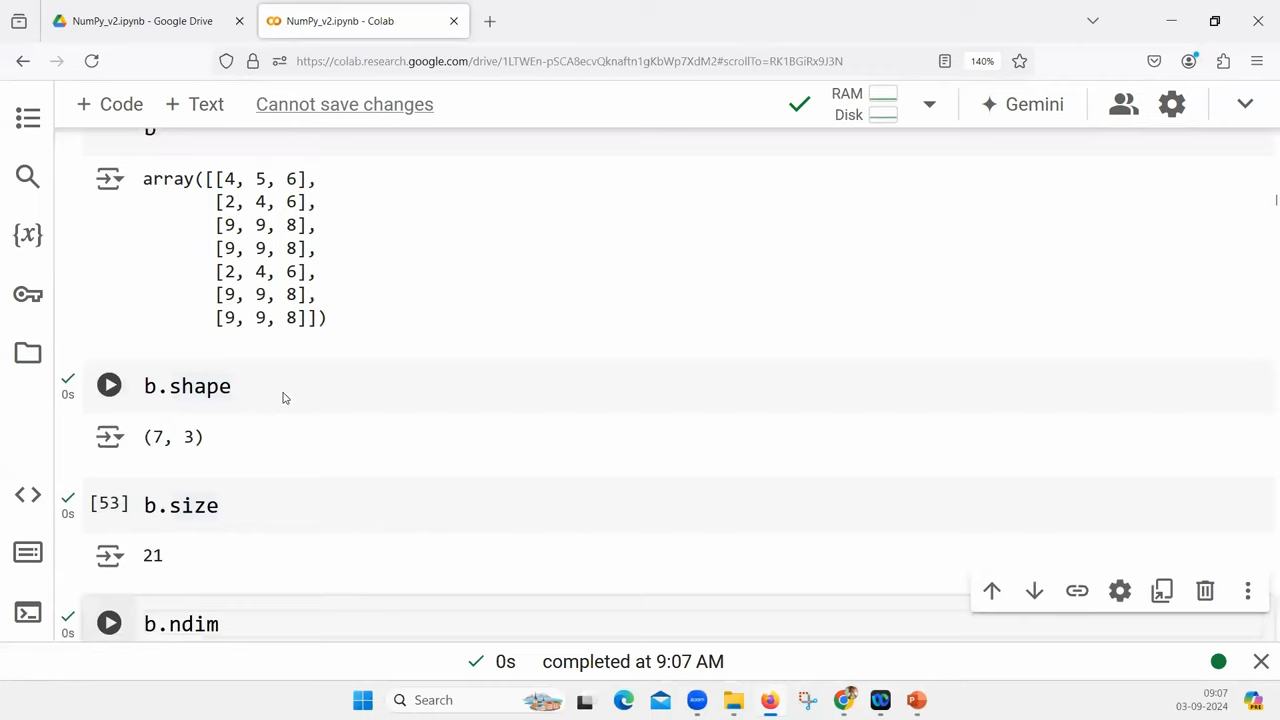 NumPy_v2.ipynb - Google Drive
NumPy_v2.ipynb - Colab
https://colab.research.google.com/drive/1LTWEn-pSCA8ecvQknaftn1gKbWp7XdM2#scrollTo=RK1BGiRx9J3N
140%
+ Code + Text Cannot save changes
RAM
Disk
Gemini
b
array([[4, 5, 6],
[2, 4, 6],
[9, 9, 8],
[9, 9, 8],
[2, 4, 6],
[9, 9, 8],
[9, 9, 8]])
b.shape
0s
(7, 3)
[53] b.size
0s
21
b.ndim
0s
0s completed at 9:07 AM
Search
09:07
03-09-2024